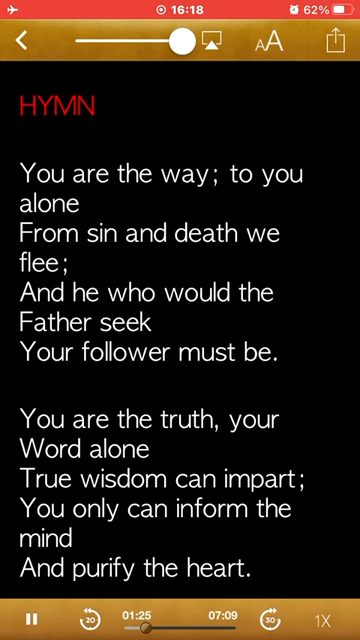 16:18
62%
AA
HYMN
You are the way; to you
alone
From sin and death we
flee;
And he who would the
Father seek
Your follower must be.
You are the truth, your
Word alone
True wisdom can impart;
You only can inform the
mind
And purify the heart.
20
01:25
07:09
30
1X